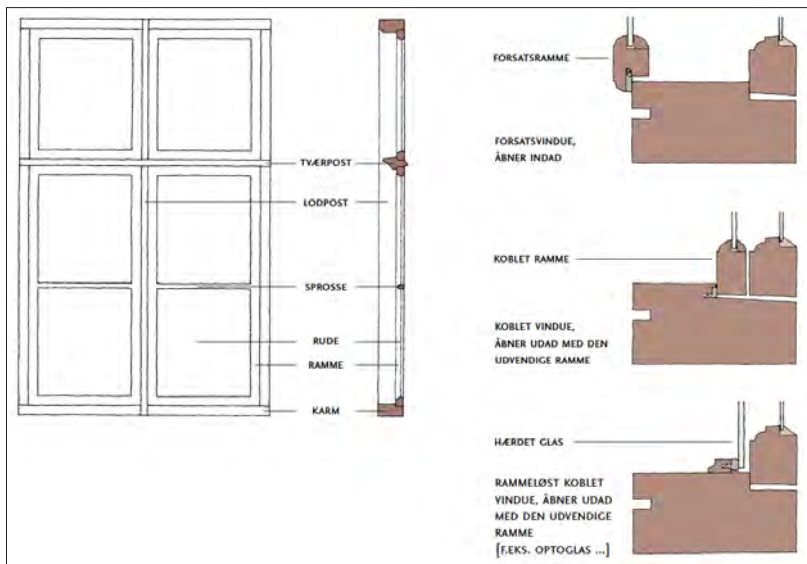 TVÆRPOST
LODPOST
SPROSSE
RUDE
RAMME
KARM
FORSATSRAMME
FORSATSVINDUE,
ÅBNER INDAD
KOBLET RAMME
KOBLET VINDUE,
ÅBNER UDAD MED DEN
UDVENDIGE RAMME
HÆRDET GLAS
RAMMELØST KOBLET
VINDUE, ÅBNER UDAD
MED DEN UDVENDIGE
RAMME
[F.EKS. OPTOGLAS ...]